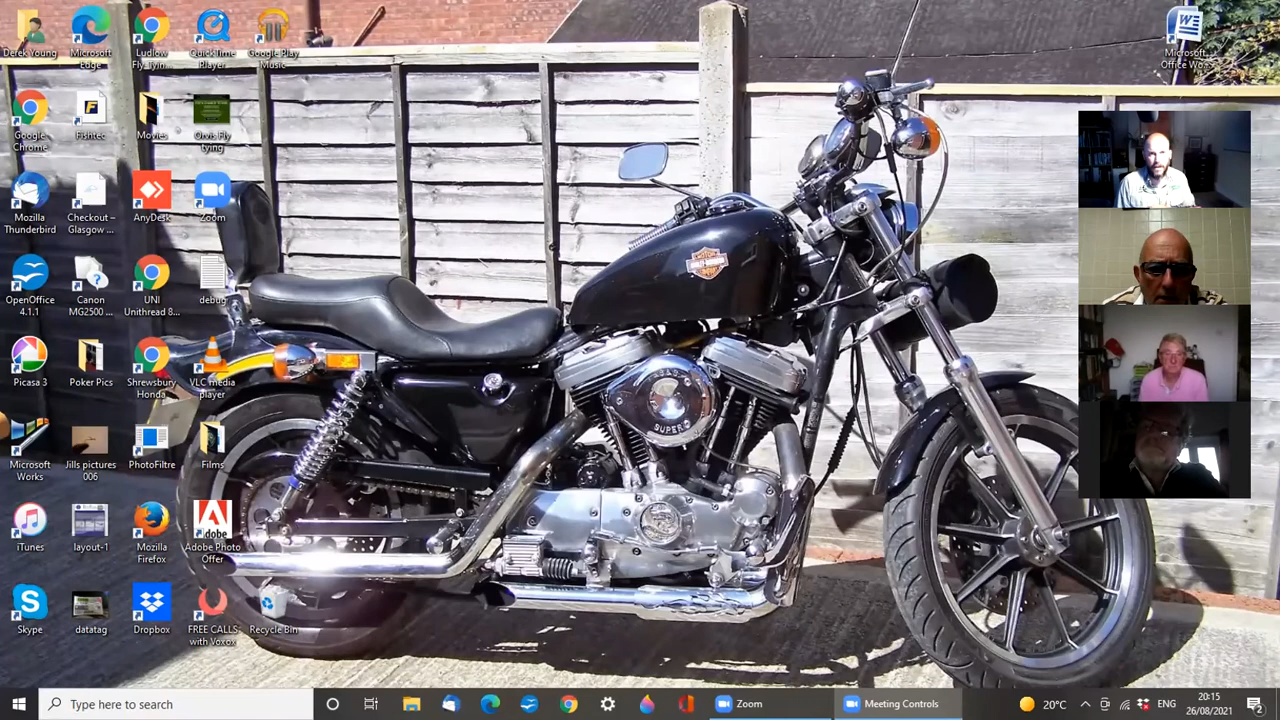 Derek Young
Microsoft
Edge
Ludlow
Fly Tyin...
QuickTime
Player
Google Play
Music
Microsoft
Office Wo...
Google
Chrome
Fishtec
Movies
Orvis Fly
tying
Mozilla
Thunderbird
Checkout –
Glasgow ...
AnyDesk
Zoom
OpenOffice
4.1.1
Canon
MG2500 ...
UNI
Unithread 8...
debug
Picasa 3
Poker Pics
Shrewsbury
Honda
VLC media
player
Microsoft
Works
Jills pictures
006
PhotoFiltre
Films
iTunes
layout-1
Mozilla
Firefox
Adobe
Adobe Photo
Offer
Skype
datatag
Dropbox
FREE CALLS
with Voxox
Recycle Bin
SUPER
Type here to search
Zoom
Meeting Controls
20°C
ENG
20:15
26/08/2021
2